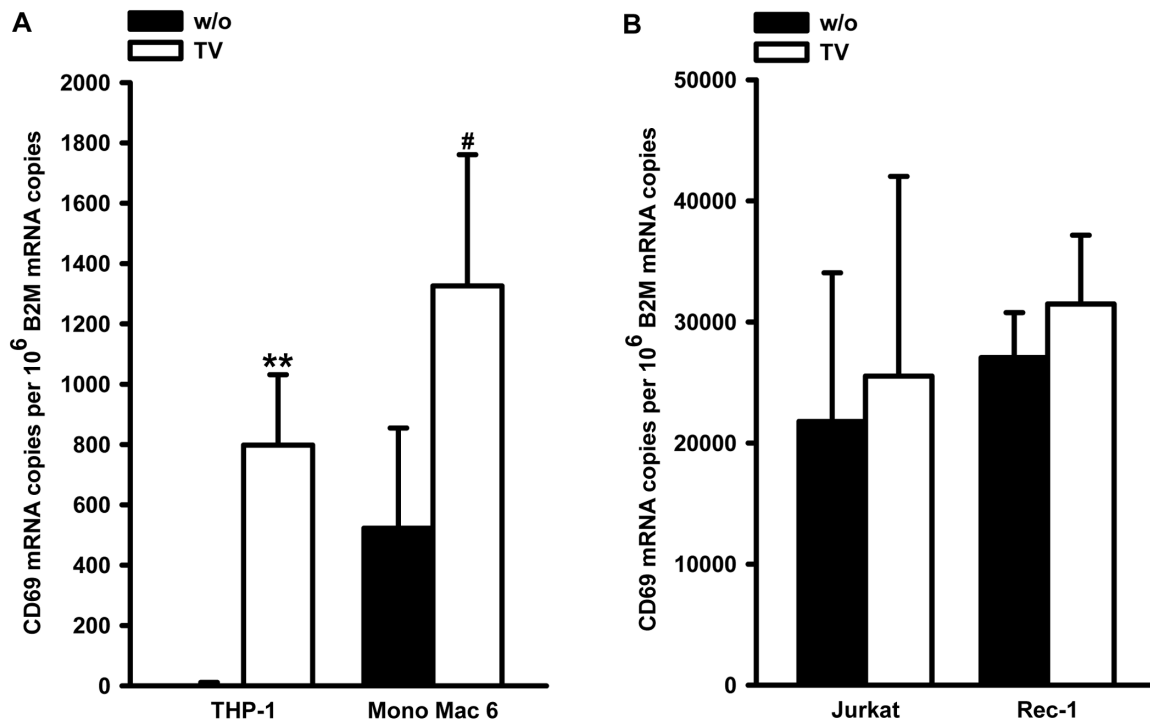 A
w/o
TV
CD69 mRNA copies per 10^6 B2M mRNA copies
2000
1800
1600
1400
1200
1000
800
600
400
200
0
**
#
THP-1 Mono Mac 6
B
w/o
TV
CD69 mRNA copies per 10^6 B2M mRNA copies
50000
40000
30000
20000
10000
0
Jurkat Rec-1